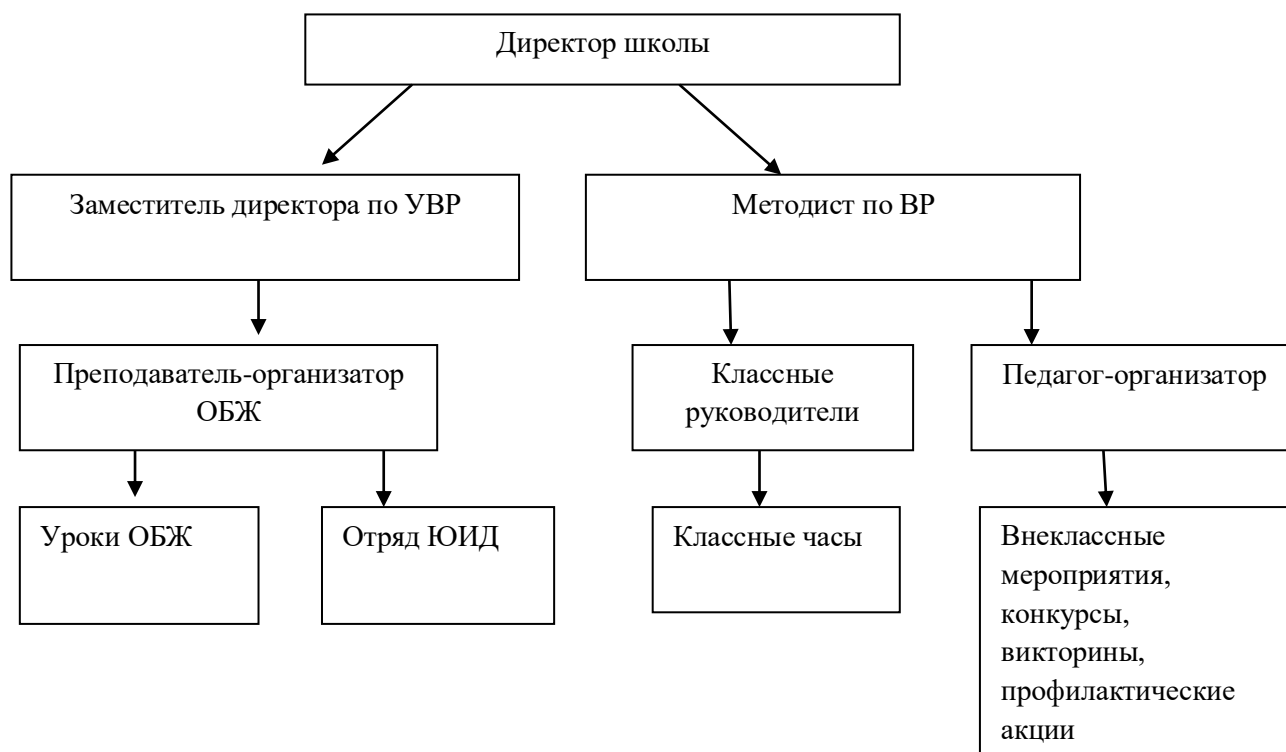 Директор школы
Заместитель директора по УВР
Методист по ВР
Преподаватель-организатор
ОБЖ
Классные
руководители
Педагог-организатор
Уроки ОБЖ
Отряд ЮИД
Классные часы
Внеклассные
мероприятия,
конкурсы,
викторины,
профилактические
акции